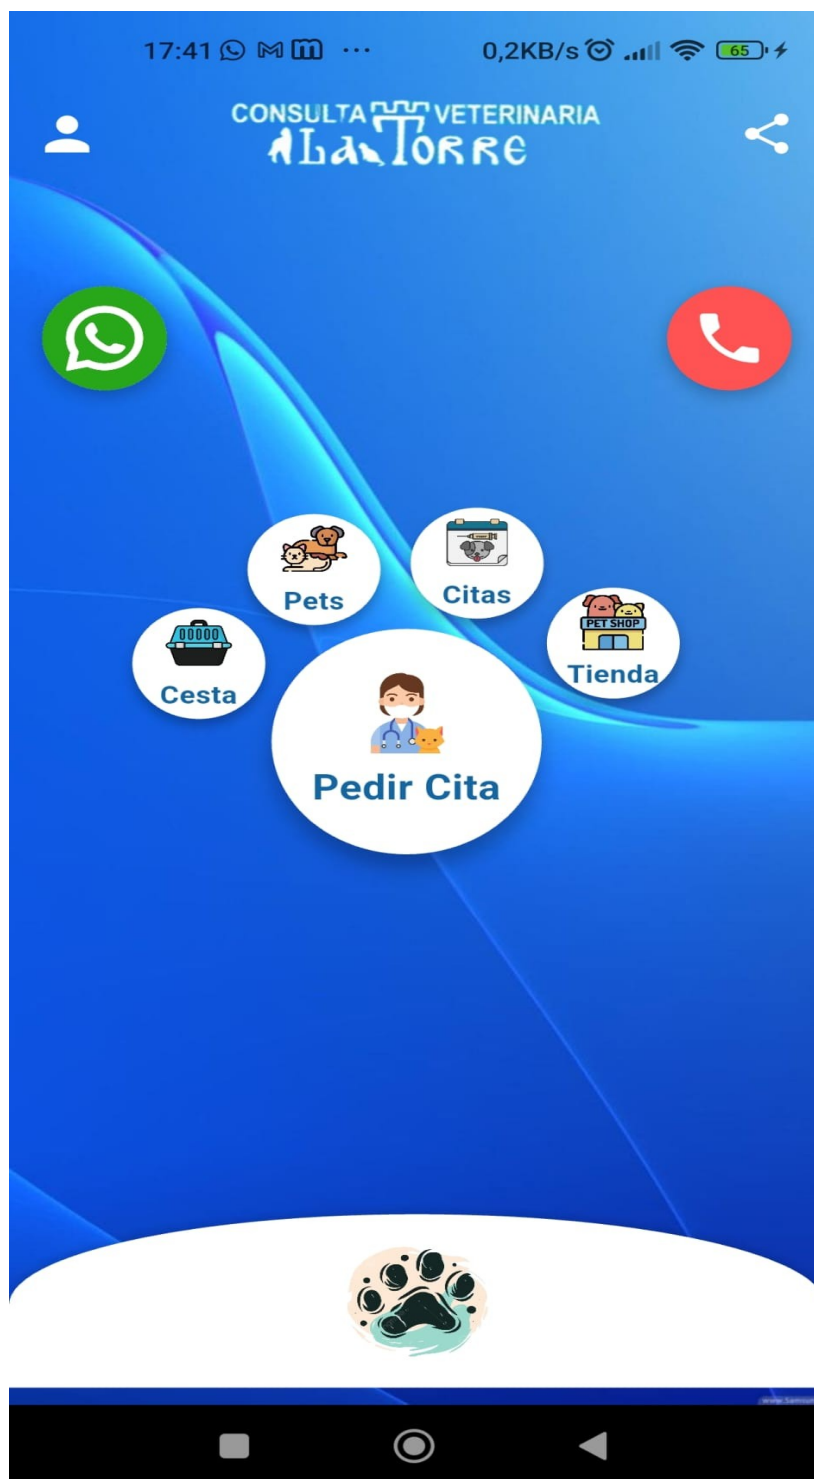 17:41 ... 0,2KB/s 65
CONSULTA VETERINARIA
LA TORRE
Pets
Citas
PET SHOP
Cesta
Tienda
Pedir Cita